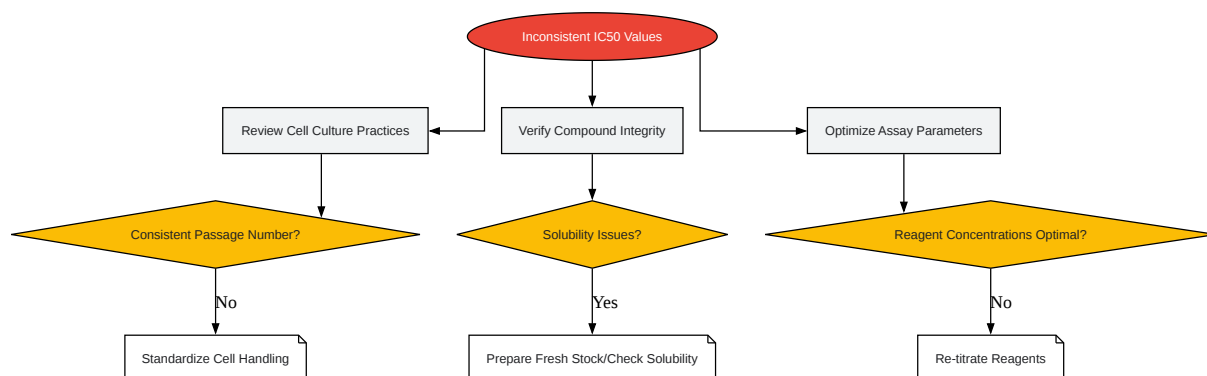 Inconsistent IC50 Values
Review Cell Culture Practices
Verify Compound Integrity
Optimize Assay Parameters
Consistent Passage Number?
Solubility Issues?
Reagent Concentrations Optimal?
No
Yes
No
Standardize Cell Handling
Prepare Fresh Stock/Check Solubility
Re-titrate Reagents